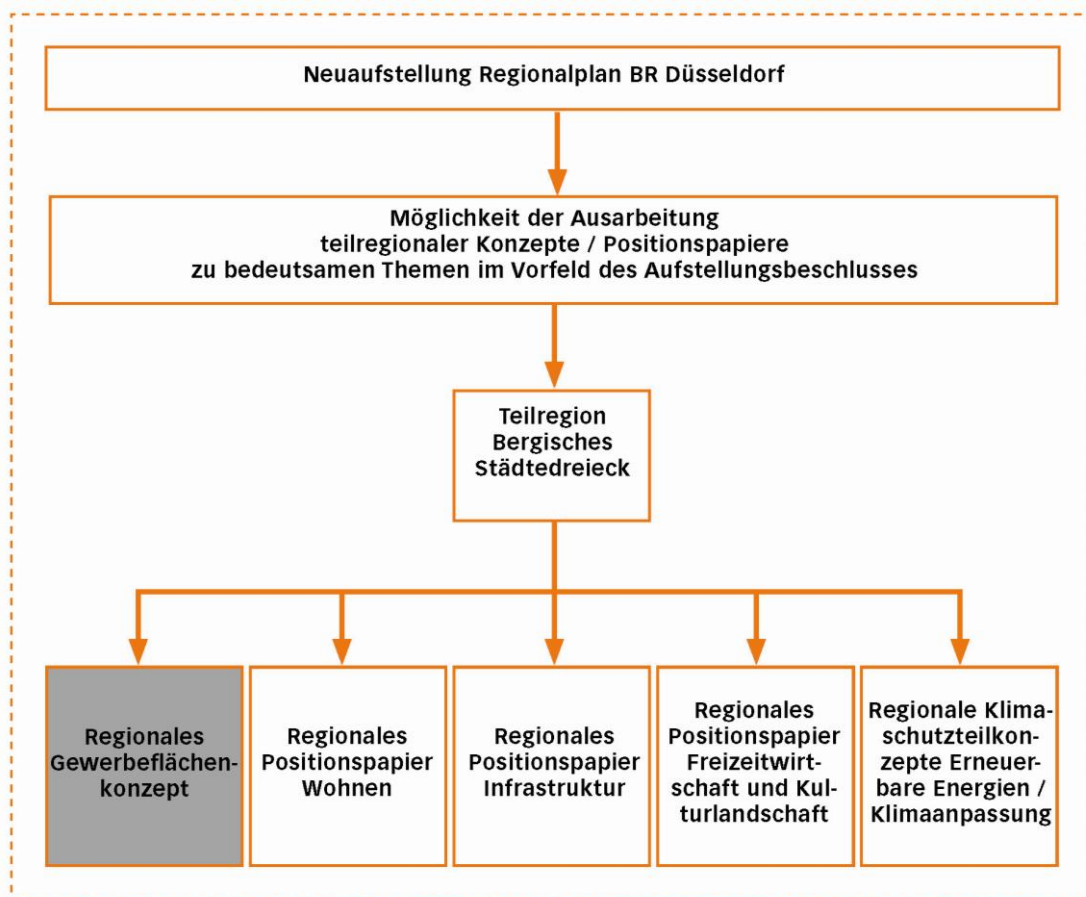 Neuaufstellung Regionalplan BR Düsseldorf
Möglichkeit der Ausarbeitung
teilregionaler Konzepte / Positionspapiere
zu bedeutsamen Themen im Vorfeld des Aufstellungsbeschlusses
Teilregion
Bergisches
Städtedreieck
Regionales
Gewerbeflächen-
konzept
Regionales
Positionspapier
Wohnen
Regionales
Positionspapier
Infrastruktur
Regionales
Positionspapier
Freizeitwirt-
schaft und Kul-
turlandschaft
Regionale Klima-
schutzteilkon-
zepte Erneuer-
bare Energien /
Klimaanpassung